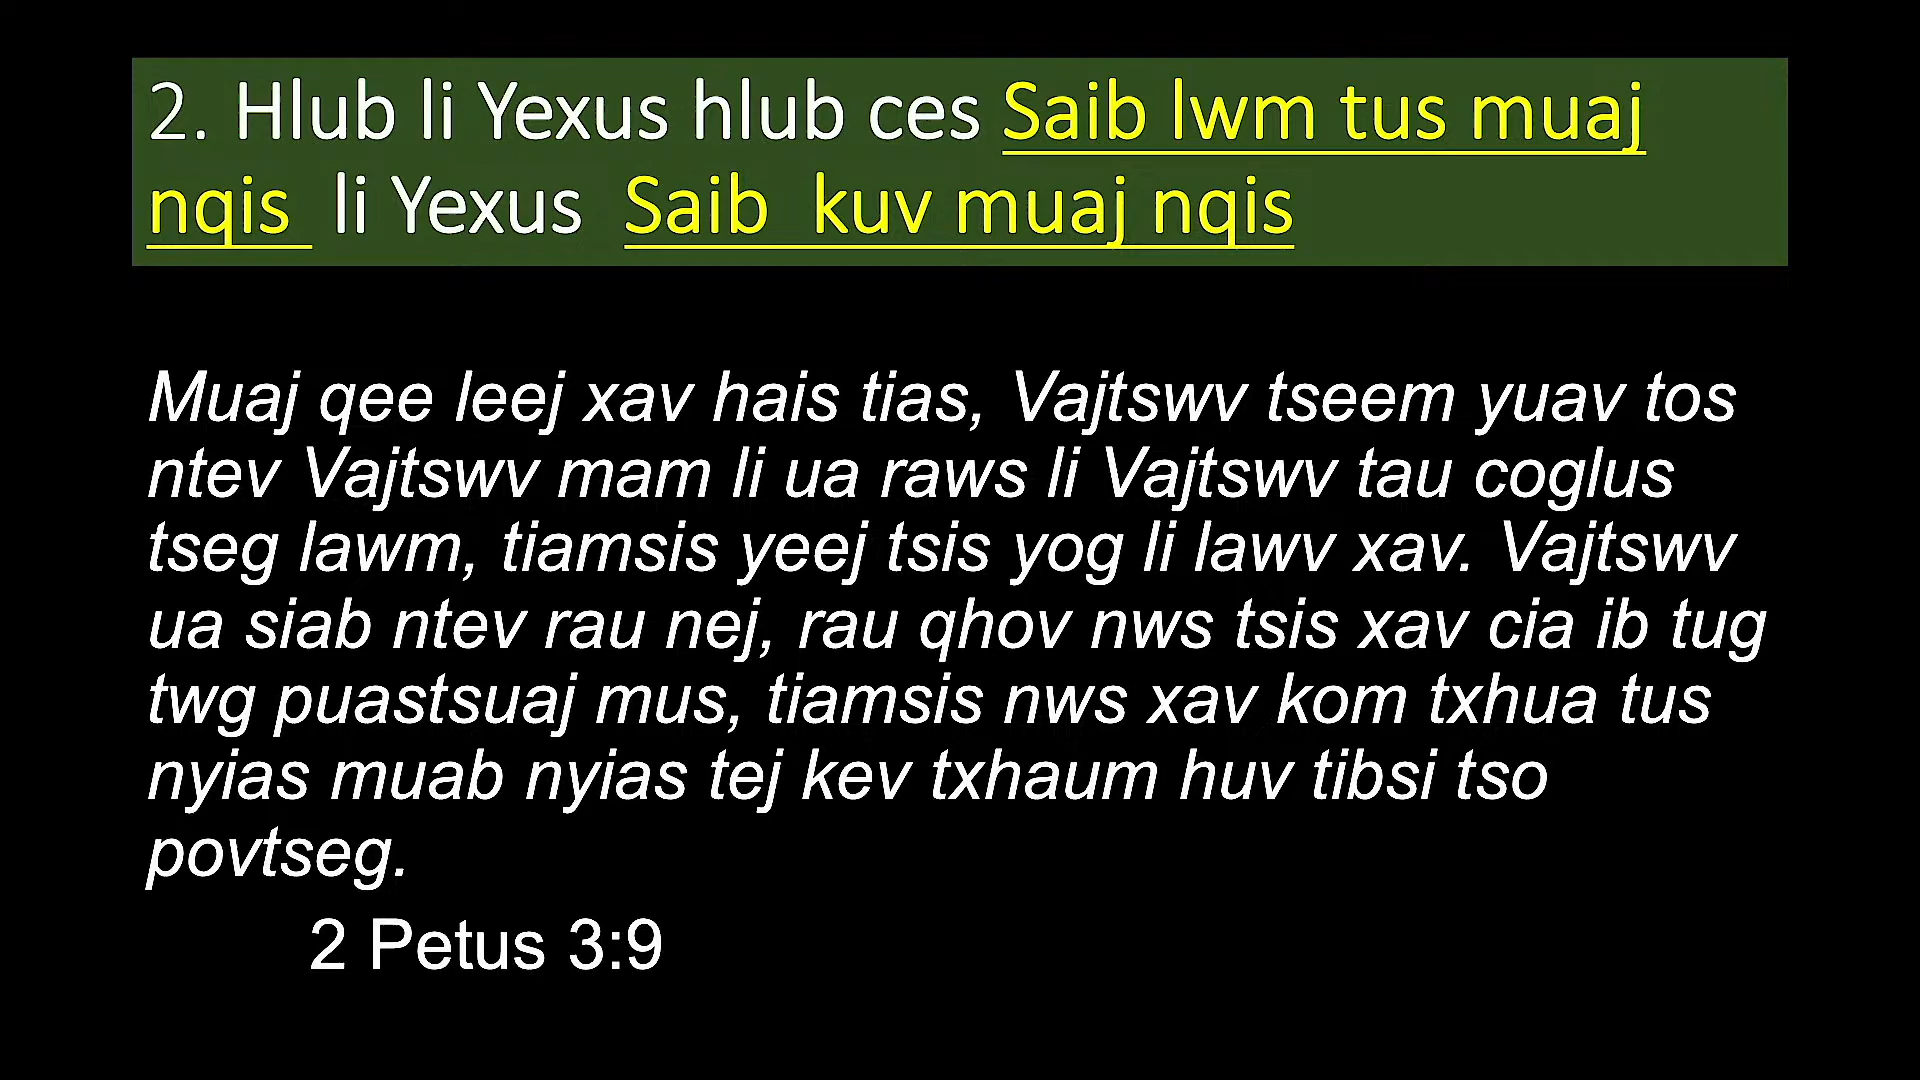 2. Hlub li Yexus hlub ces Saib lwm tus muaj
nqis li Yexus Saib kuv muaj nqis
Muaj qee leej xav hais tias, Vajtswv tseem yuav tos
ntev Vajtswv mam li ua raws li Vajtswv tau coglus
tseg lawm, tiamsis yeej tsis yog li lawv xav. Vajtswv
ua siab ntev rau nej, rau qhov nws tsis xav cia ib tug
twg puastsuaj mus, tiamsis nws xav kom txhua tus
nyias muab nyias tej kev txhaum huv tibsi tso
povtseg.
2 Petus 3:9